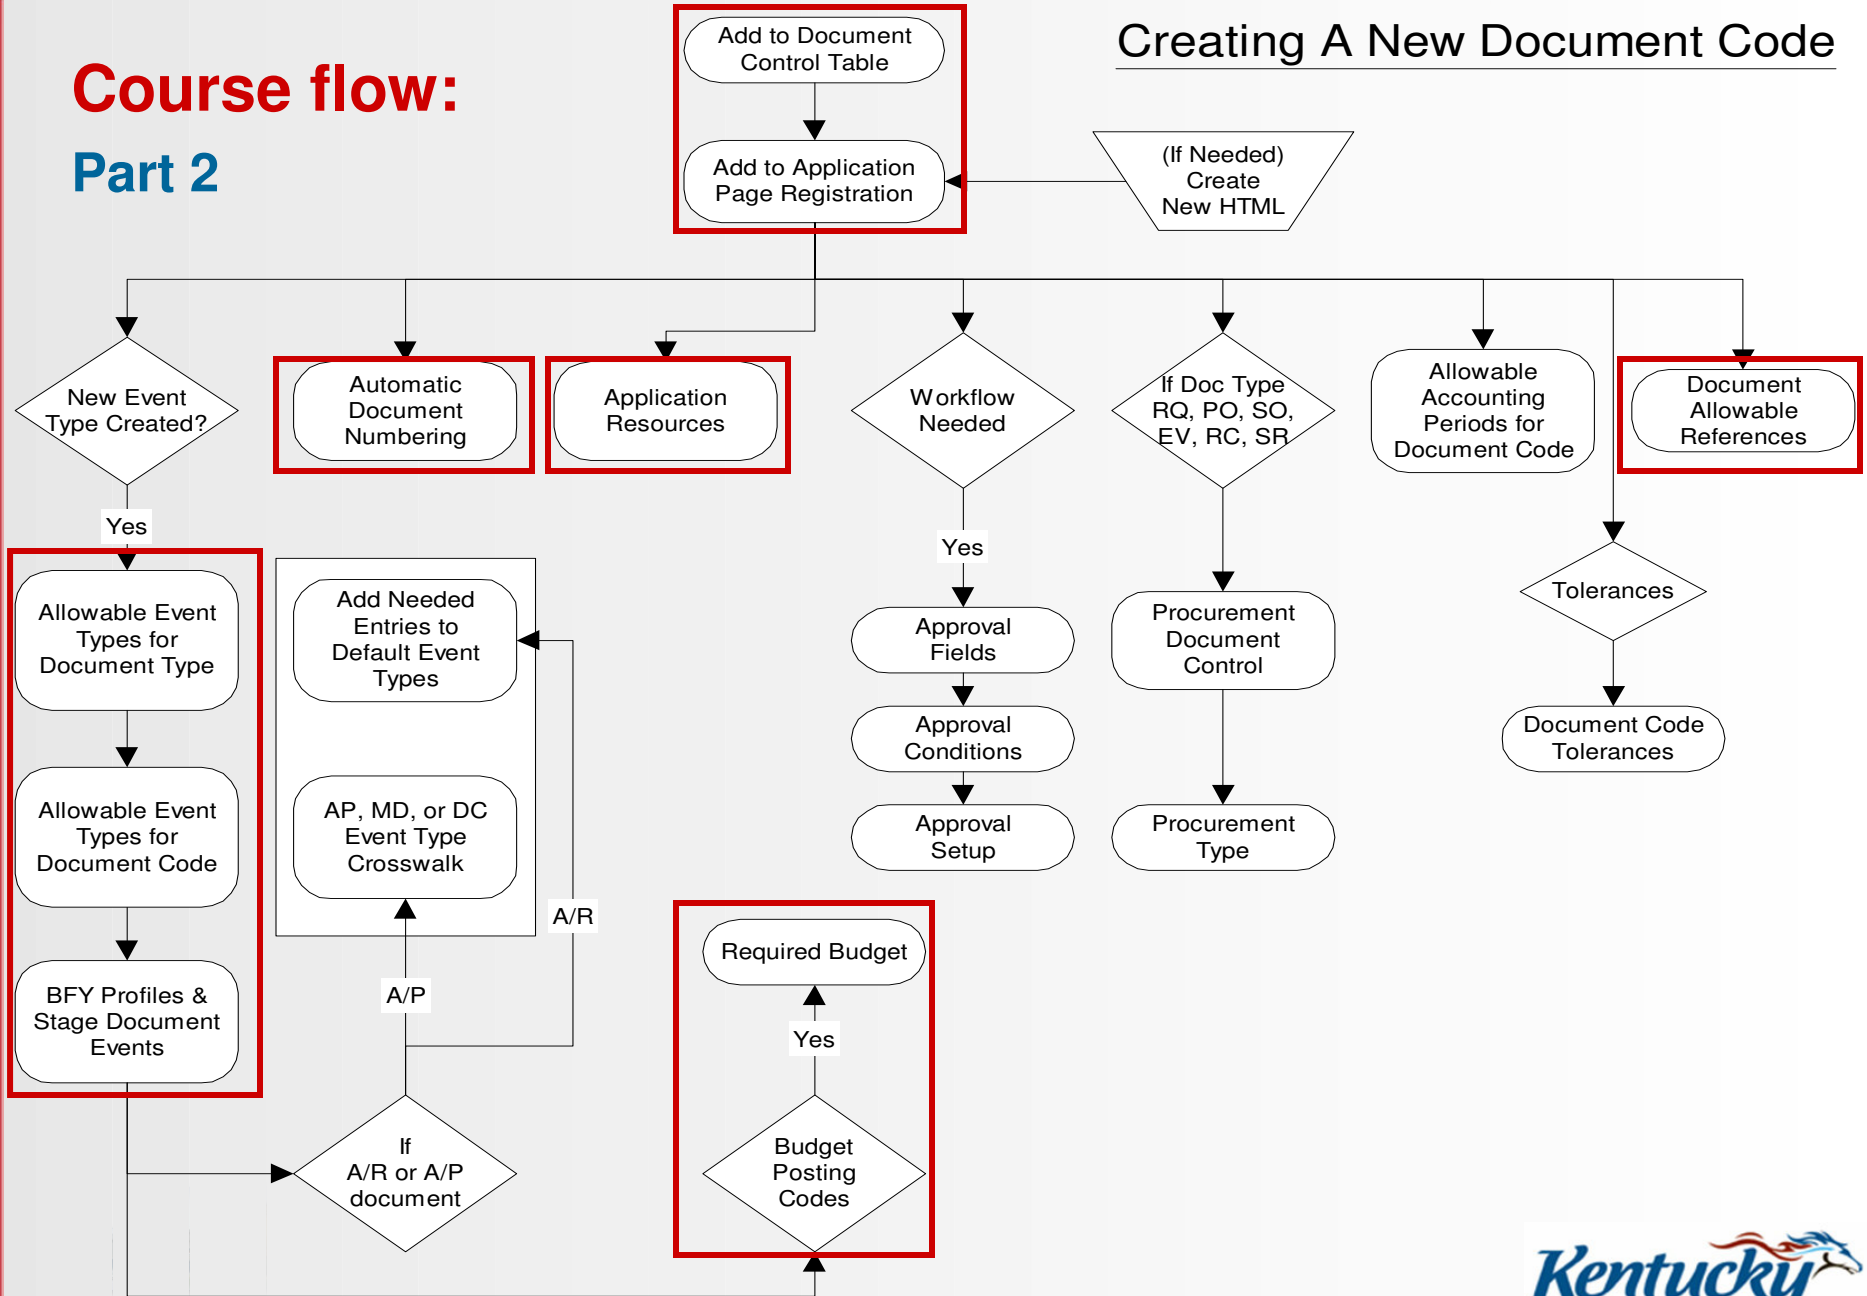 Creating A New Document Code
Course flow:
Part 2
Add to Document
Control Table
Add to Application
Page Registration
(If Needed)
Create
New HTML
New Event
Type Created?
Automatic
Document
Numbering
Application
Resources
Workflow
Needed
If Doc Type
RQ, PO, SO,
EV, RC, SR
Allowable
Accounting
Periods for
Document Code
Document
Allowable
References
Yes
Allowable Event
Types for
Document Type
Allowable Event
Types for
Document Code
BFY Profiles &
Stage Document
Events
Add Needed
Entries to
Default Event
Types
AP, MD, or DC
Event Type
Crosswalk
A/R
A/P
If
A/R or A/P
document
Yes
Approval
Fields
Approval
Conditions
Approval
Setup
Procurement
Document
Control
Procurement
Type
Tolerances
Document Code
Tolerances
Required Budget
Yes
Budget
Posting
Codes
Kentucky